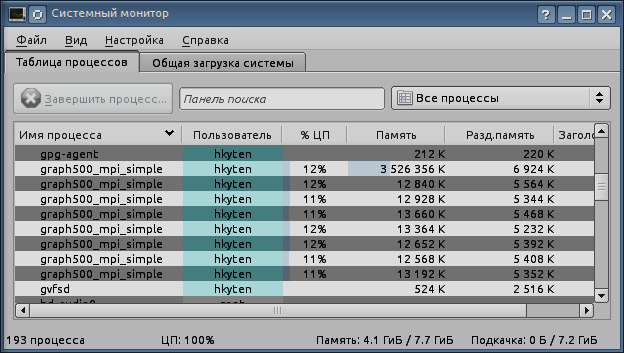 Системный монитор
Файл Вид Настройка Справка
Таблица процессов Общая загрузка системы
Завершить процесс... Панель поиска Все процессы
Имя процесса Пользователь % ЦП Память Разд.память Заголо
gpg-agent hkyten 212 K 220 K
graph500_mpi_simple hkyten 12% 3 526 356 K 6 924 K
graph500_mpi_simple hkyten 12% 12 840 K 5 564 K
graph500_mpi_simple hkyten 11% 12 928 K 5 344 K
graph500_mpi_simple hkyten 11% 13 660 K 5 468 K
graph500_mpi_simple hkyten 12% 13 364 K 5 232 K
graph500_mpi_simple hkyten 12% 12 652 K 5 392 K
graph500_mpi_simple hkyten 11% 12 568 K 5 408 K
graph500_mpi_simple hkyten 11% 13 192 K 5 352 K
gvfsd hkyten 524 K 2 516 K
193 процесса ЦП: 100% Память: 4.1 ГиБ / 7.7 ГиБ Подкачка: 0 Б / 7.2 ГиБ